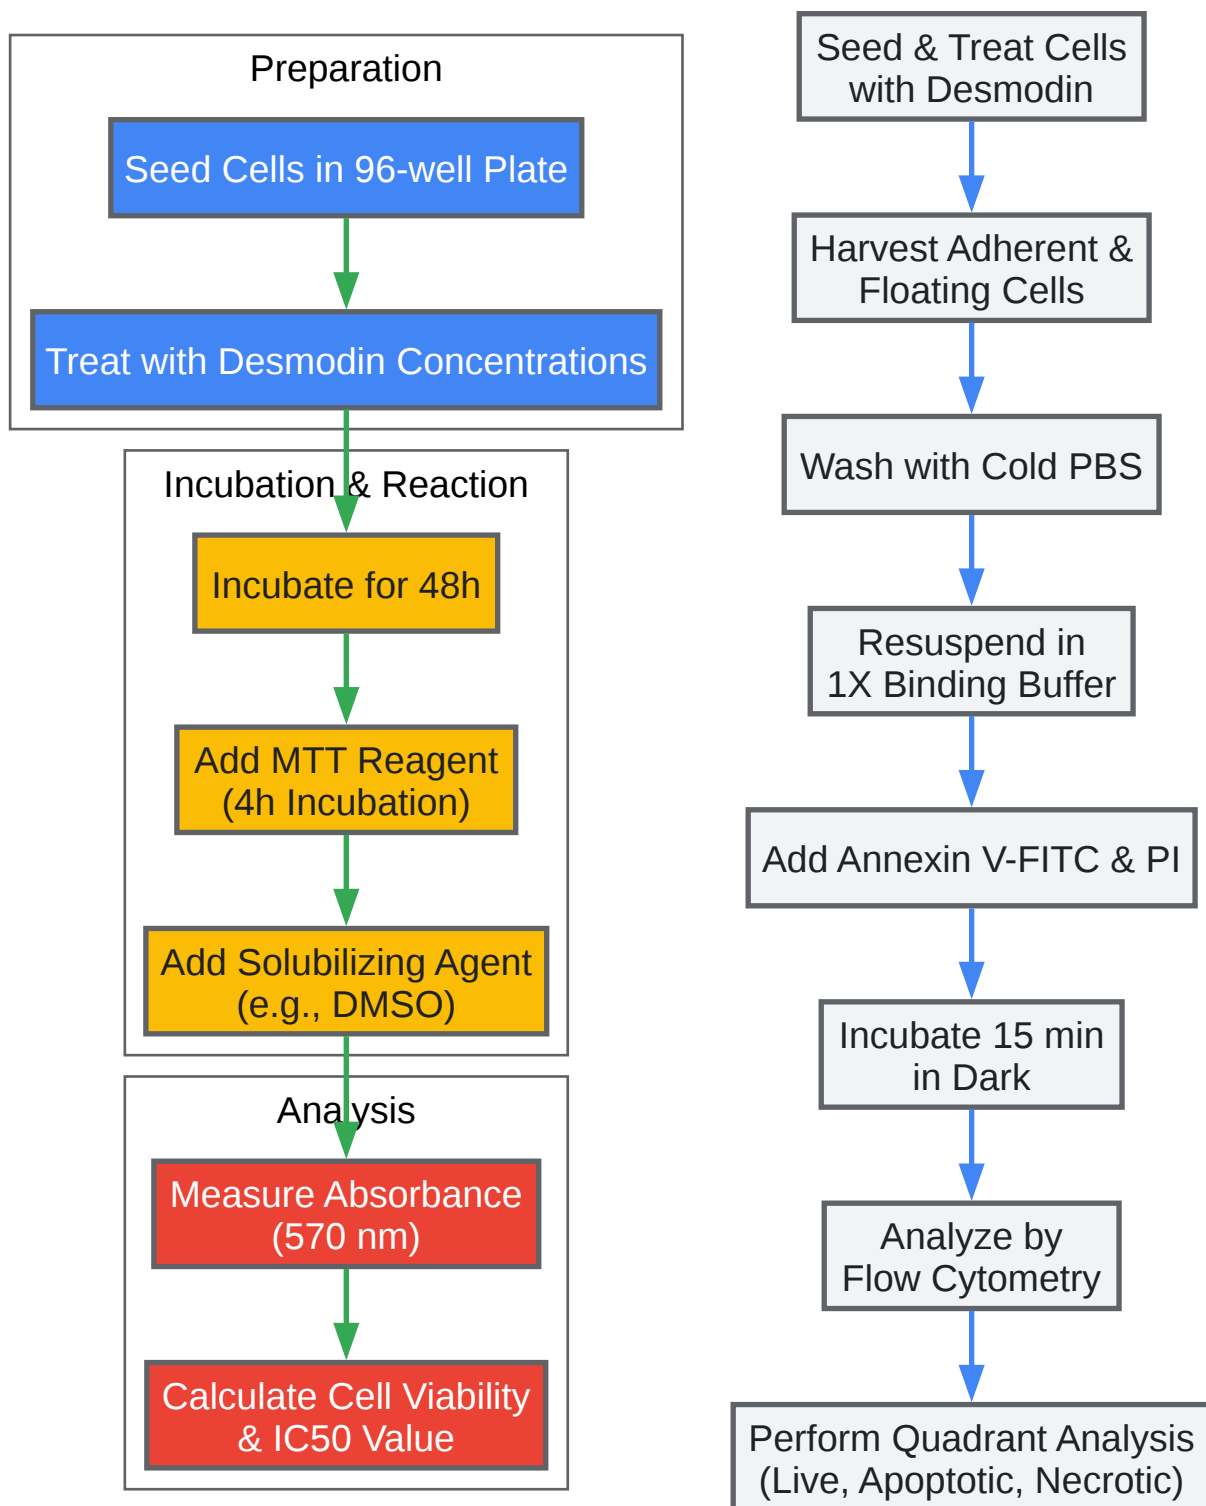 Preparation
Seed Cells in 96-well Plate
Treat with Desmodin Concentrations
Incubation & Reaction
Incubate for 48h
Add MTT Reagent
(4h Incubation)
Add Solubilizing Agent
(e.g., DMSO)
Analysis
Measure Absorbance
(570 nm)
Calculate Cell Viability
& IC50 Value
Seed & Treat Cells
with Desmodin
Harvest Adherent &
Floating Cells
Wash with Cold PBS
Resuspend in
1X Binding Buffer
Add Annexin V-FITC & PI
Incubate 15 min
in Dark
Analyze by
Flow Cytometry
Perform Quadrant Analysis
(Live, Apoptotic, Necrotic)